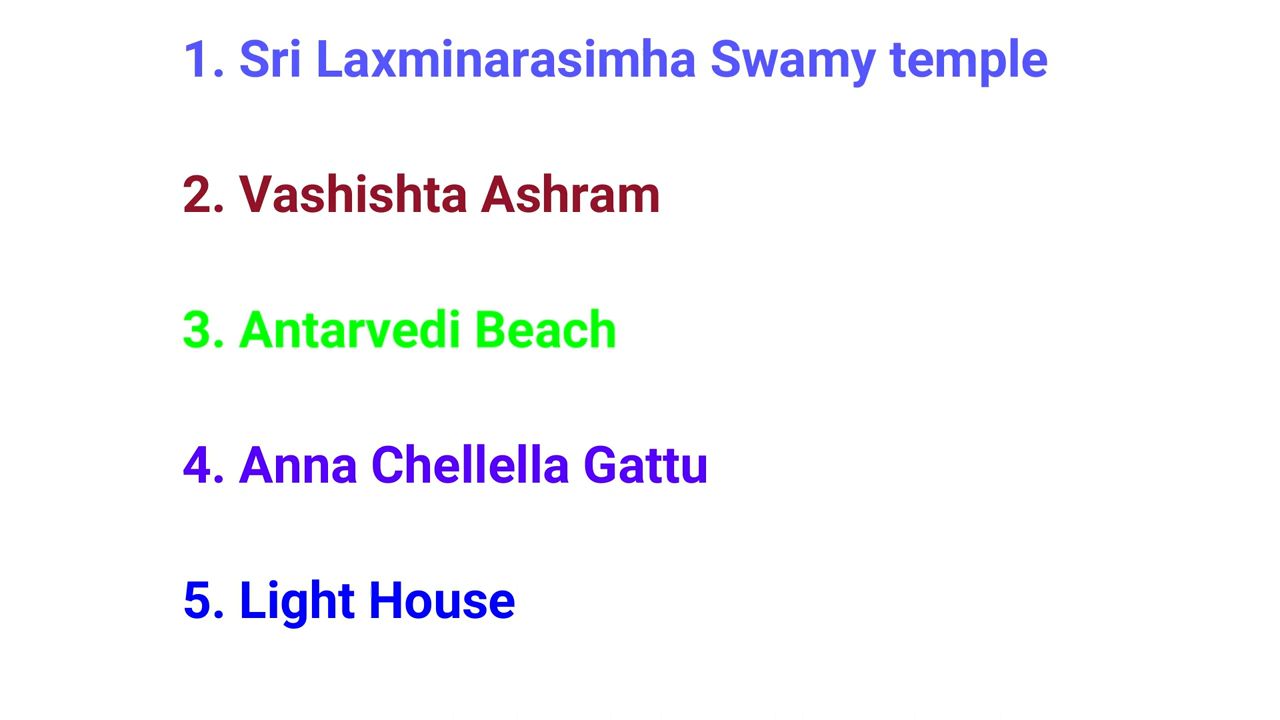 1. Sri Laxminarasimha Swamy temple
2. Vashishta Ashram
3. Antarvedi Beach
4. Anna Chellella Gattu
5. Light House